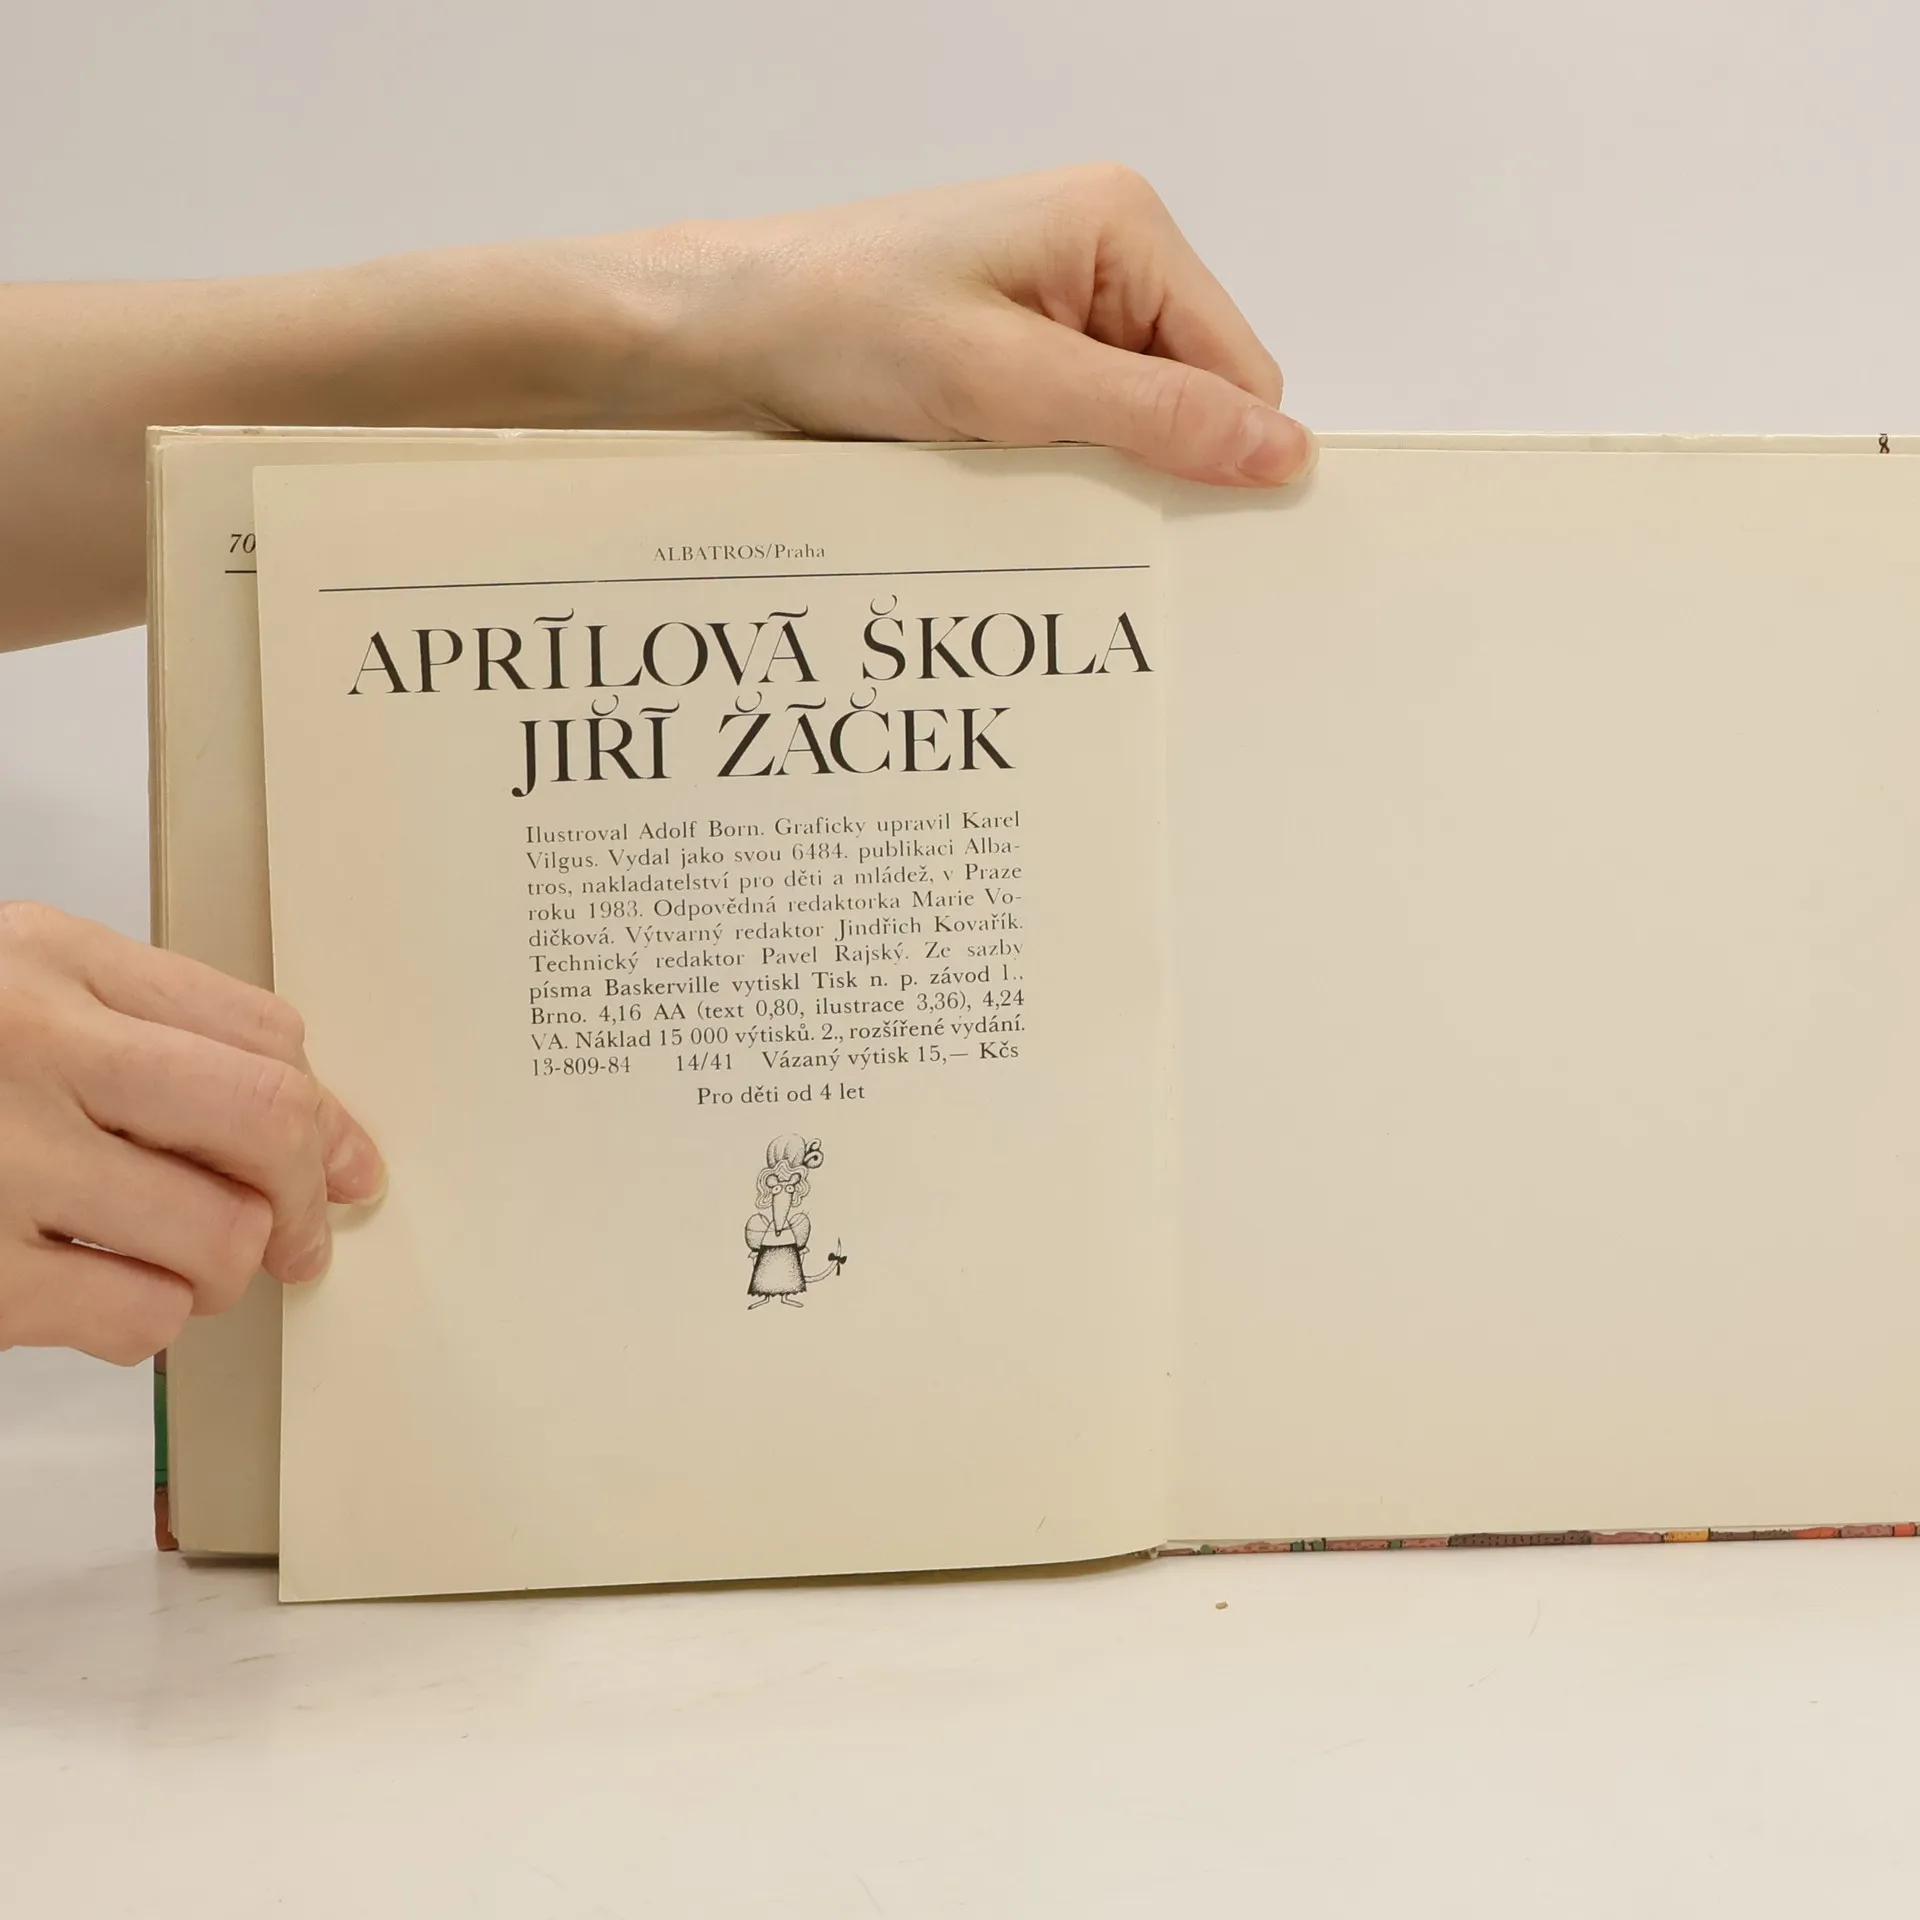 70
ALBATROS/Praha
APRÍLOVÁ ŠKOLA
JIŘÍ ŽÁČEK
Ilustroval Adolf Born. Graficky upravil Karel
Vilgus. Vydal jako svou 6484. publikaci Alba-
tros, nakladatelství pro děti a mládež, v Praze
roku 1983. Odpovědná redaktorka Marie Vo-
dičková. Výtvarný redaktor Jindřich Kovařík.
Technický redaktor Pavel Rajský. Ze sazby
písma Baskerville vytiskl Tisk n. p. závod 1.,
Brno. 4,16 AA (text 0,80, ilustrace 3,36), 4,24
VA. Náklad 15 000 výtisků. 2., rozšířené vydání.
13-809-84 14/41 Vázaný výtisk 15,— Kčs
Pro děti od 4 let